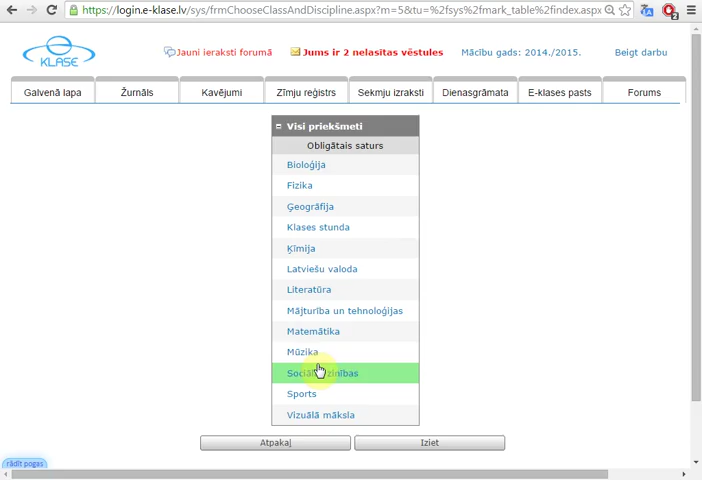 https://login.e-klase.lv/sys/frmChooseClassAndDiscipline.aspx?m=5&tu=%2fsys%2fmark_table%2findex.aspx
2
KLASE
Jauni ieraksti forumā
Jums ir 2 nelasītas vēstules
Mācību gads: 2014./2015.
Beigt darbu
Galvenā lapa
Žurnāls
Kavējumi
Zīmju reģistrs
Sekmju izraksti
Dienasgrāmata
E-klases pasts
Forums
Visi priekšmeti
Obligātais saturs
Bioloģija
Fizika
Ģeogrāfija
Klases stunda
Ķīmija
Latviešu valoda
Literatūra
Mājturība un tehnoloģijas
Matemātika
Mūzika
Sociālās zinības
Sports
Vizuālā māksla
Atpakaļ
Iziet
rādīt pogas